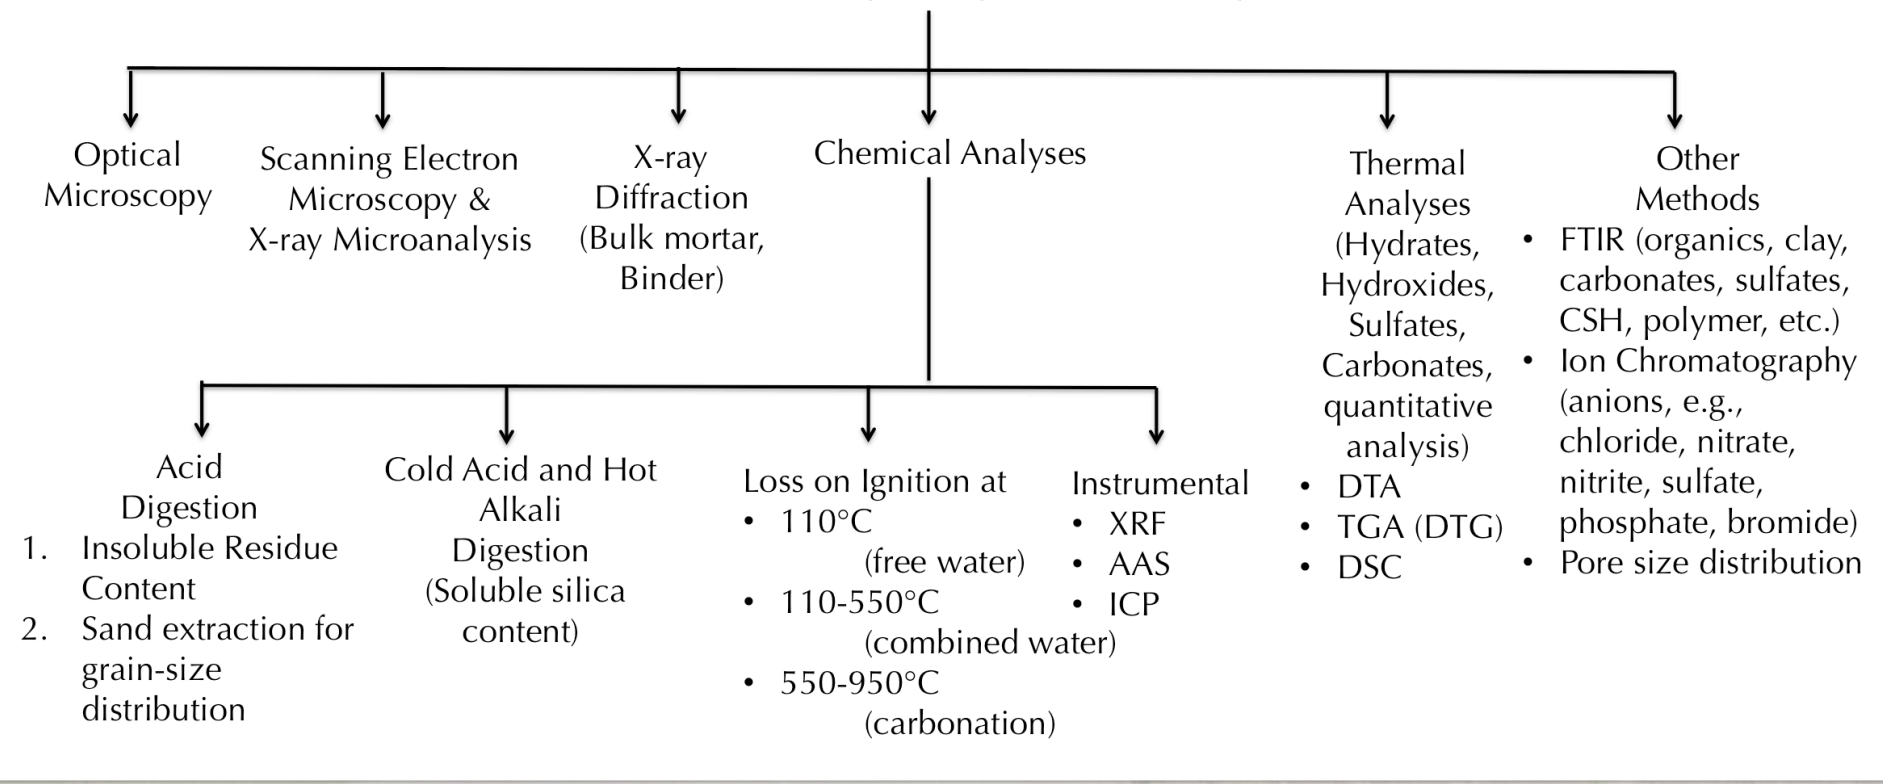 Optical
Microscopy
Scanning Electron
Microscopy &
X-ray Microanalysis
X-ray
Diffraction
(Bulk mortar,
Binder)
Chemical Analyses
Thermal
Analyses
(Hydrates,
Hydroxides,
Sulfates,
Carbonates,
quantitative
analysis)
• DTA
• TGA (DTG)
• DSC
Other
Methods
• FTIR (organics, clay,
carbonates, sulfates,
CSH, polymer, etc.)
• Ion Chromatography
(anions, e.g.,
chloride, nitrate,
nitrite, sulfate,
phosphate, bromide)
• Pore size distribution
Acid
Digestion
1. Insoluble Residue
Content
2. Sand extraction for
grain-size
distribution
Cold Acid and Hot
Alkali
Digestion
(Soluble silica
content)
Loss on Ignition at
• 110°C
(free water)
• 110-550°C
(combined water)
• 550-950°C
(carbonation)
Instrumental
• XRF
• AAS
• ICP